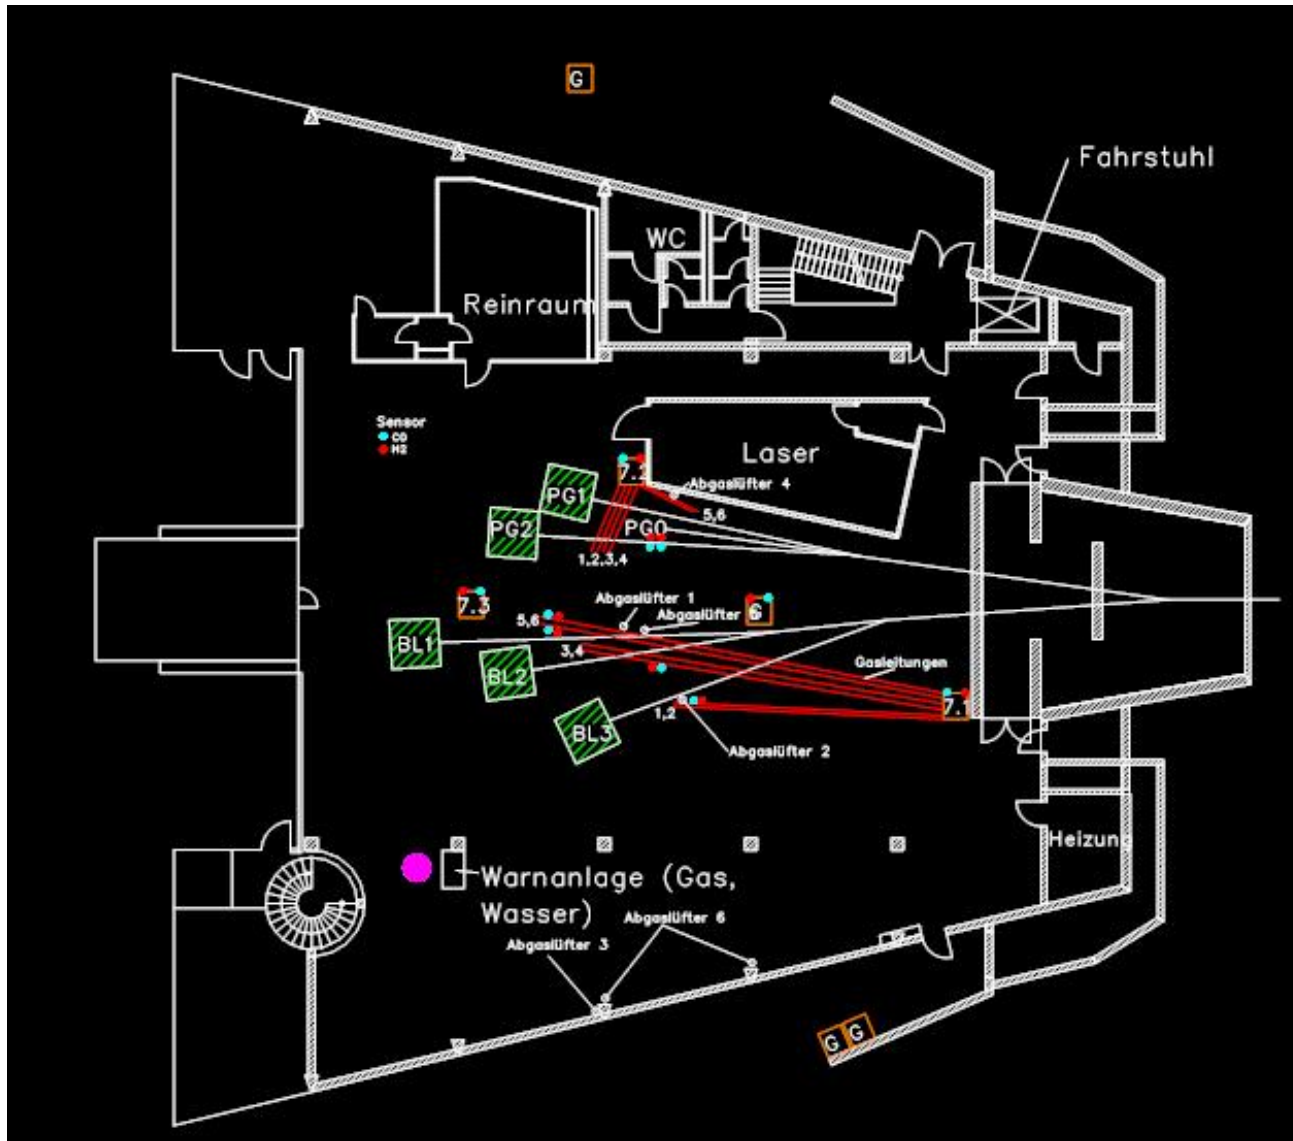 G
Fahrstuhl
WC
Reinraum
Sensor
CO
H2
Laser
7.2
Abgaslüfter 4
PG1
5,6
PG2
PG0
1,2,3,4
7.3
Abgaslüfter 1
Abgaslüfter
6
5,6
BL1
3,4
Gasleitungen
BL2
7.1
1,2
BL3
Abgaslüfter 2
Heizung
Warnanlage (Gas,
Wasser)
Abgaslüfter 6
Abgaslüfter 3
G G